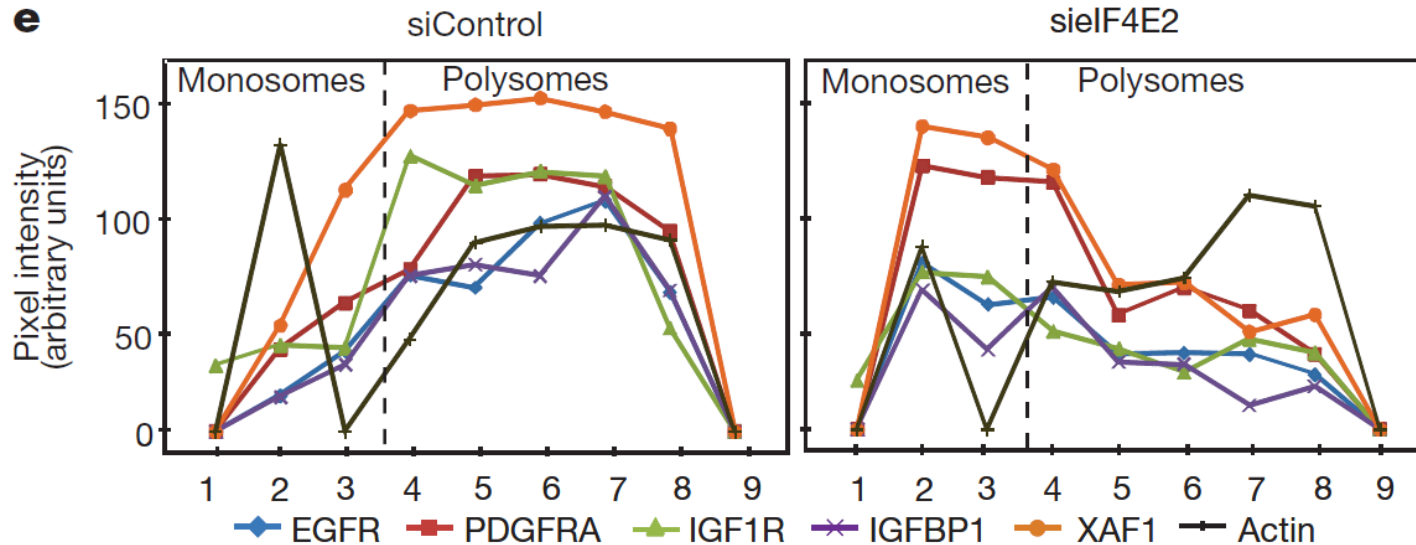 e
siControl
sieIF4E2
Monosomes
Polysomes
Monosomes
Polysomes
Pixel intensity
(arbitrary units)
150
100
50
0
1 2 3 4 5 6 7 8 9
1 2 3 4 5 6 7 8 9
EGFR PDGFRA IGF1R IGFBP1 XAF1 Actin